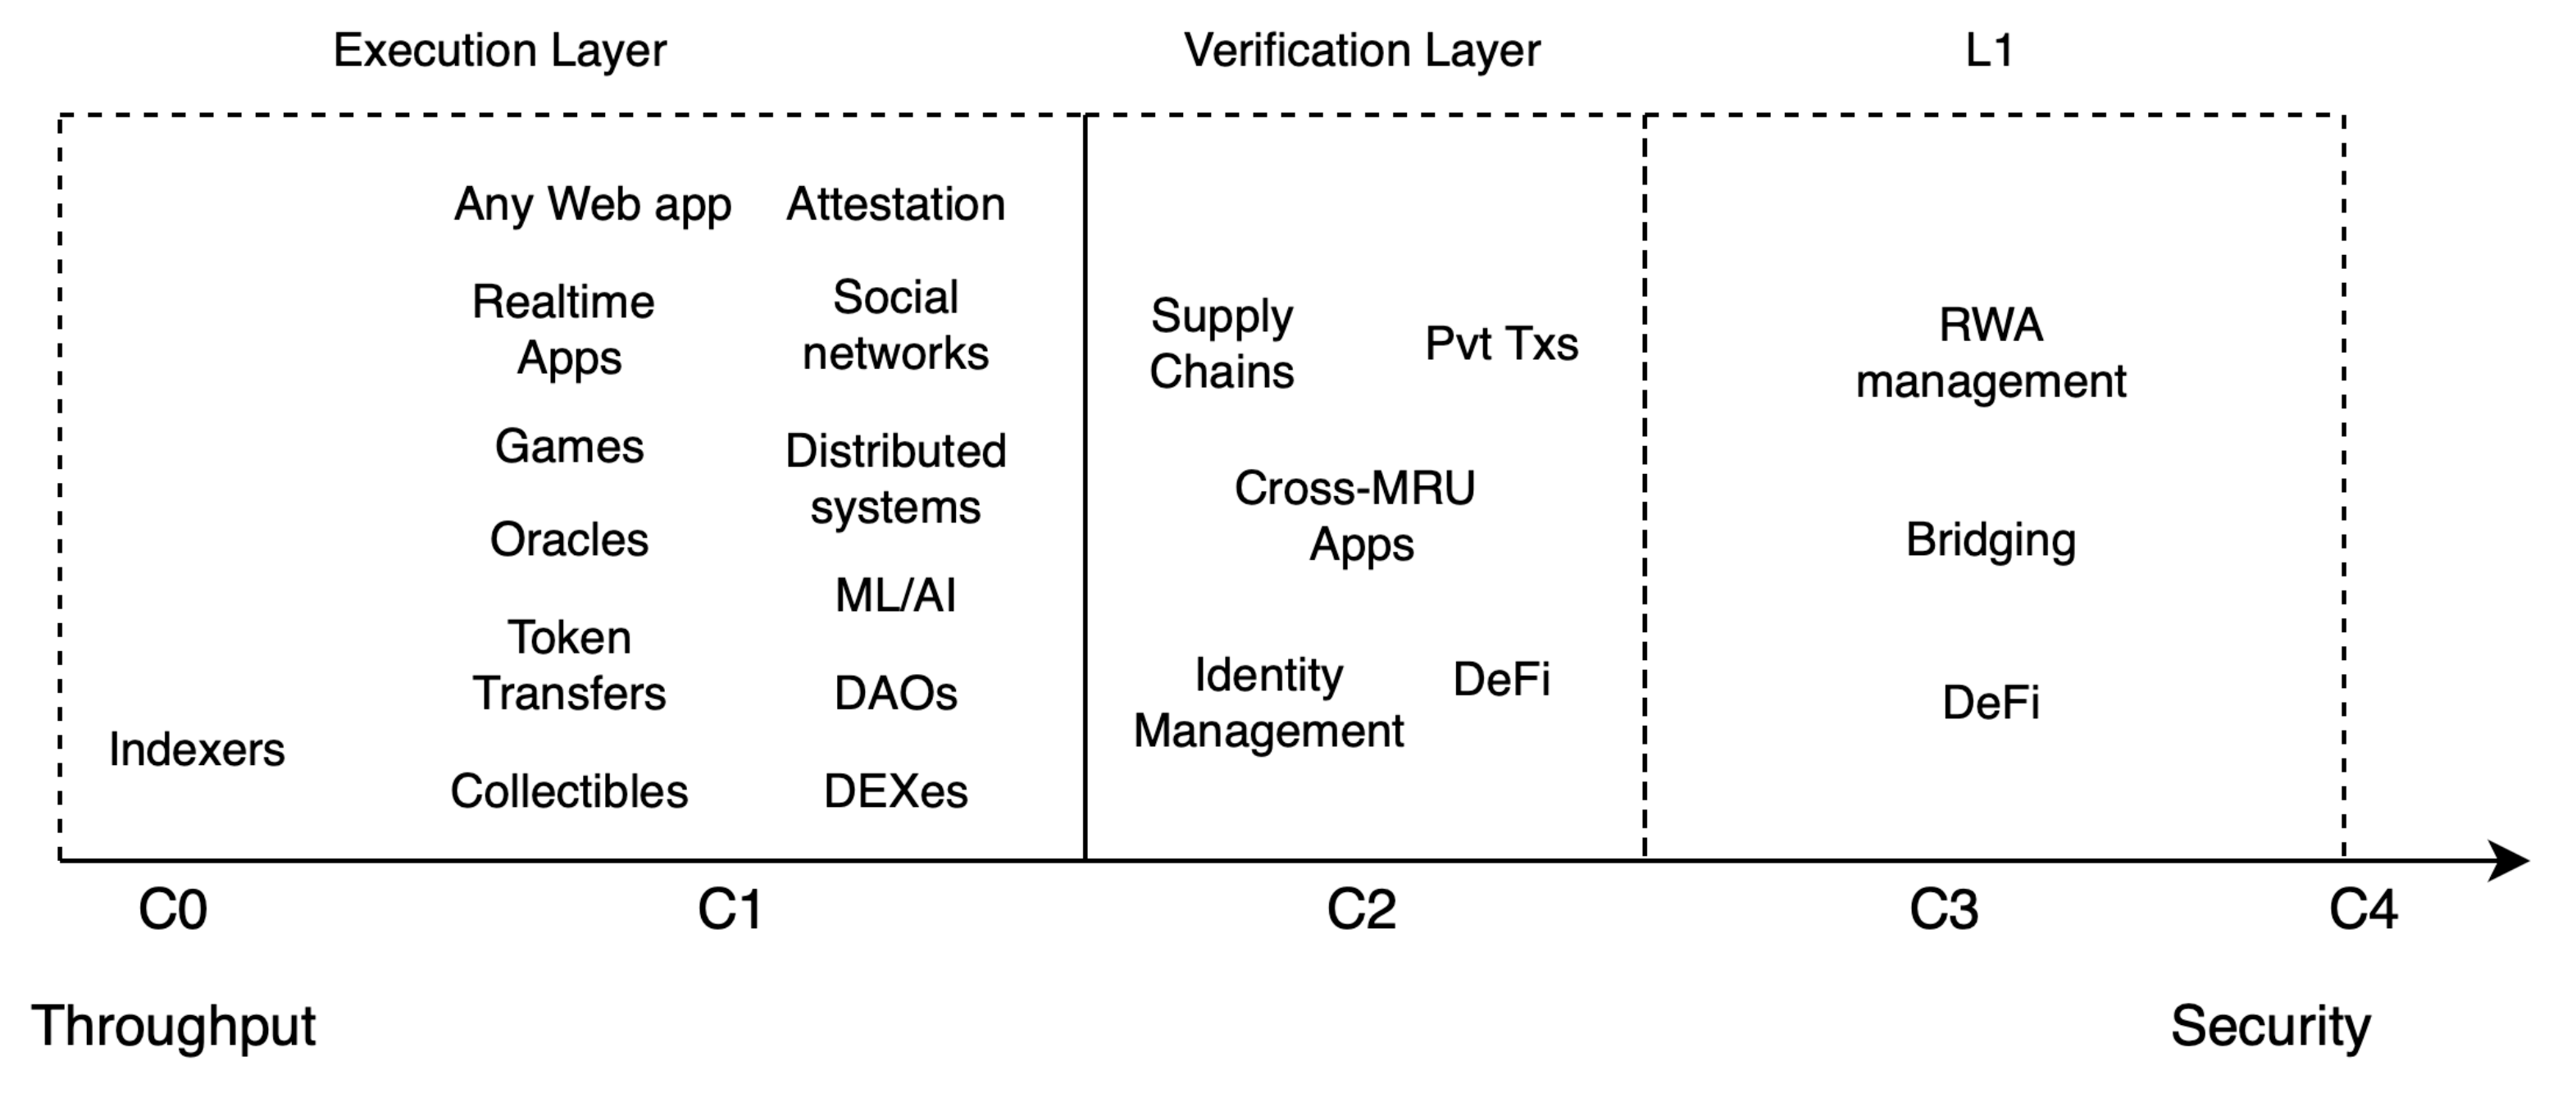 Execution Layer
Verification Layer
L1
Any Web app
Attestation
Realtime
Apps
Social
networks
Games
Distributed
systems
Oracles
ML/AI
Token
Transfers
DAOs
Indexers
Collectibles
DEXes
Supply
Chains
Pvt Txs
Cross-MRU
Apps
Identity
Management
DeFi
RWA
management
Bridging
DeFi
C0
C1
C2
C3
C4
Throughput
Security